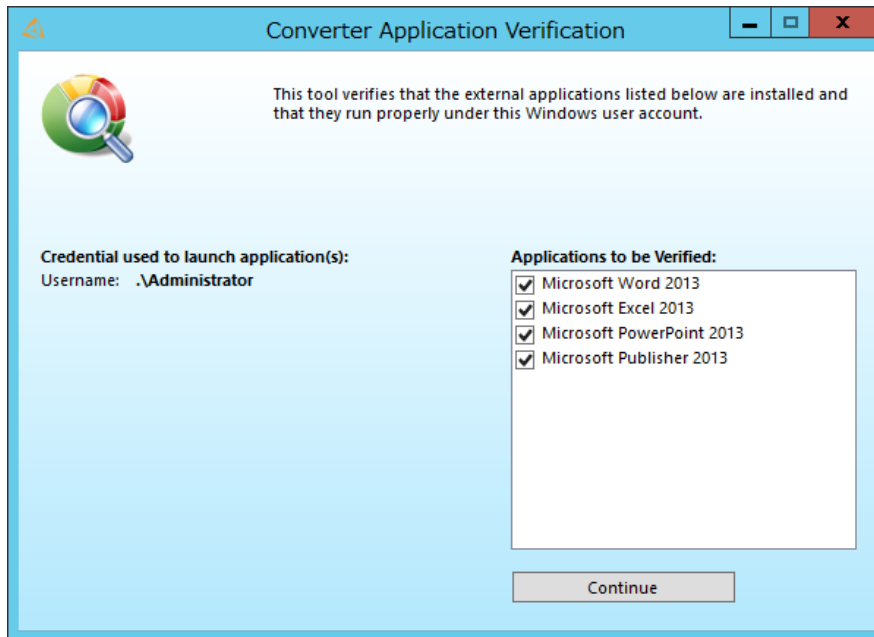 Converter Application Verification
This tool verifies that the external applications listed below are installed and
that they run properly under this Windows user account.
Credential used to launch application(s):
Username: .\Administrator
Applications to be Verified:
Microsoft Word 2013
Microsoft Excel 2013
Microsoft PowerPoint 2013
Microsoft Publisher 2013
Continue